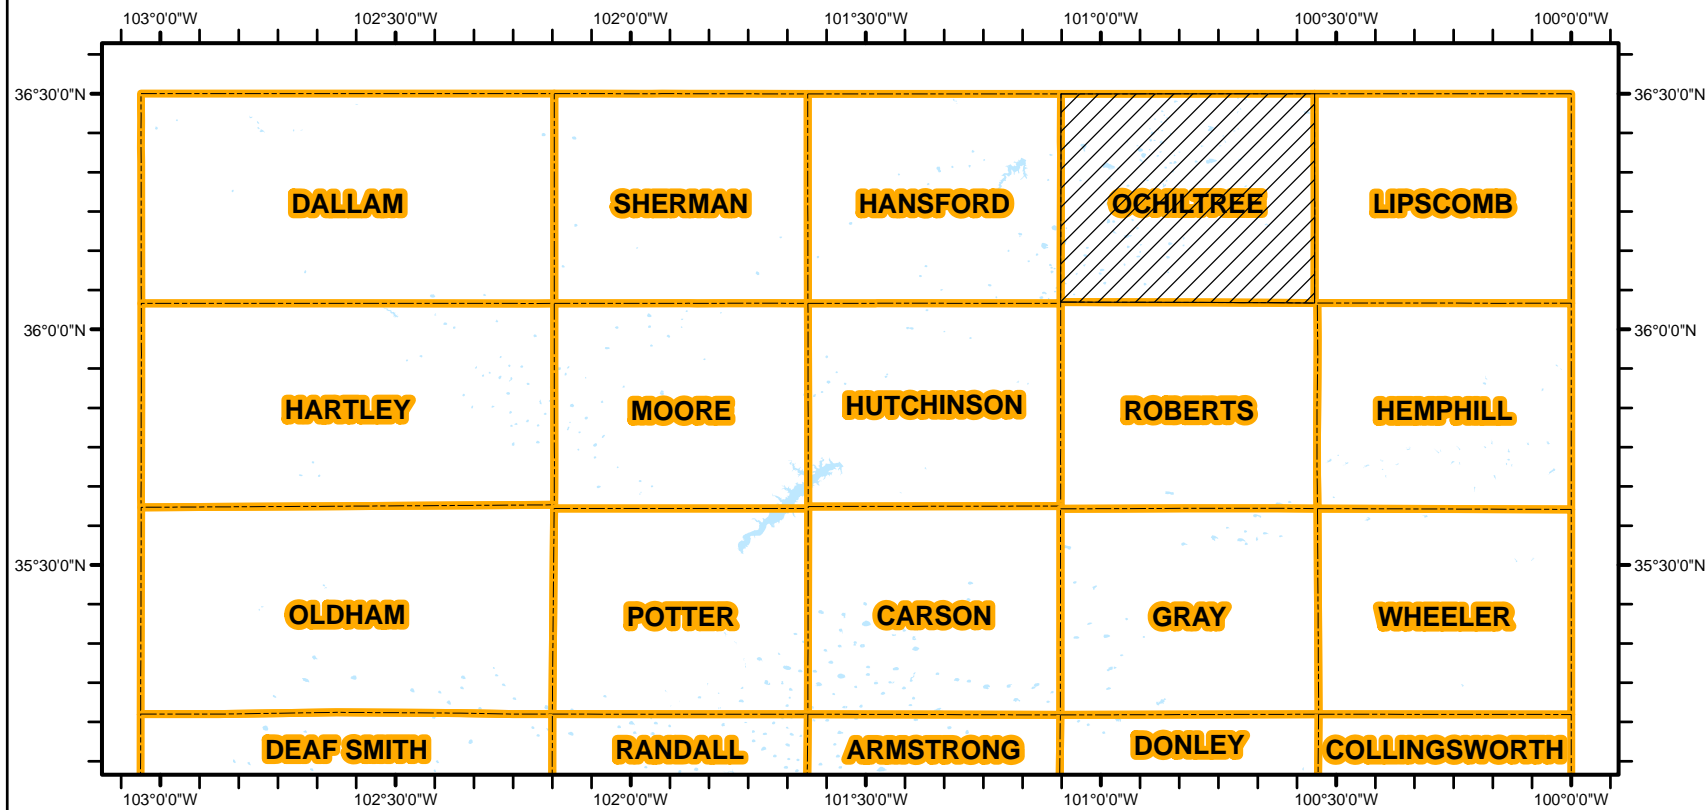 103°0'0"W 102°30'0"W 102°0'0"W 101°30'0"W 101°0'0"W 100°30'0"W 100°0'0"W
36°30'0"N 36°30'0"N
DALLAM SHERMAN HANSFORD OCHILTREE LIPSCOMB
36°0'0"N 36°0'0"N
HARTLEY MOORE HUTCHINSON ROBERTS HEMPHILL
35°30'0"N 35°30'0"N
OLDHAM POTTER CARSON GRAY WHEELER
DEAF SMITH RANDALL ARMSTRONG DONLEY COLLINGSWORTH
103°0'0"W 102°30'0"W 102°0'0"W 101°30'0"W 101°0'0"W 100°30'0"W 100°0'0"W